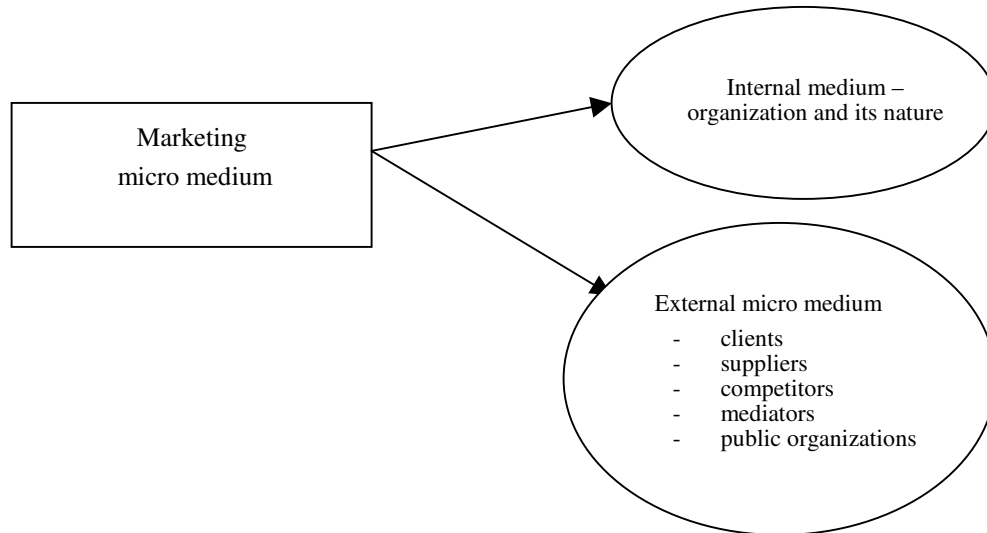 Marketing
micro medium
Internal medium –
organization and its nature
External micro medium
- clients
- suppliers
- competitors
- mediators
- public organizations